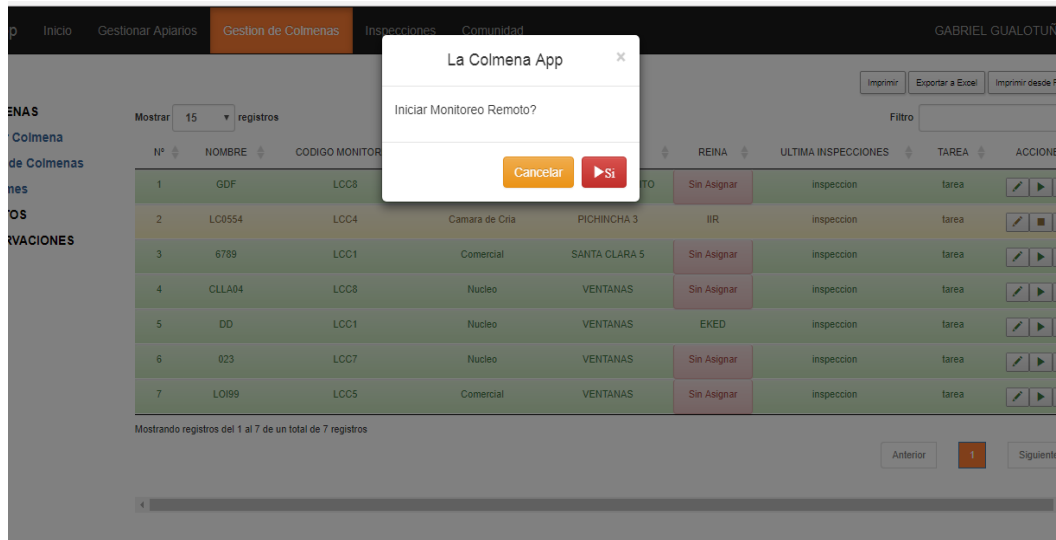 p Inicio Gestionar Apiarios Gestion de Colmenas Inspecciones Comunidad GABRIEL GUALOTUÑ
La Colmena App ×
Iniciar Monitoreo Remoto?
Cancelar Si
Imprimir Exportar a Excel Imprimir desde
ENAS
Colmena
de Colmenas
mes
TOS
RVACIONES
Mostrar 15 registros Filtro
N° NOMBRE CODIGO MONITOR REINA ULTIMA INSPECCIONES TAREA ACCIONE
1 GDF LCC8 ITO Sin Asignar inspeccion tarea
2 LC0554 LCC4 Camara de Cria PICHINCHA 3 IIR inspeccion tarea
3 6789 LCC1 Comercial SANTA CLARA 5 Sin Asignar inspeccion tarea
4 CLLA04 LCC8 Nucleo VENTANAS Sin Asignar inspeccion tarea
5 DD LCC1 Nucleo VENTANAS EKED inspeccion tarea
6 023 LCC7 Nucleo VENTANAS Sin Asignar inspeccion tarea
7 LOI99 LCC5 Comercial VENTANAS Sin Asignar inspeccion tarea
Mostrando registros del 1 al 7 de un total de 7 registros
Anterior 1 Siguiente